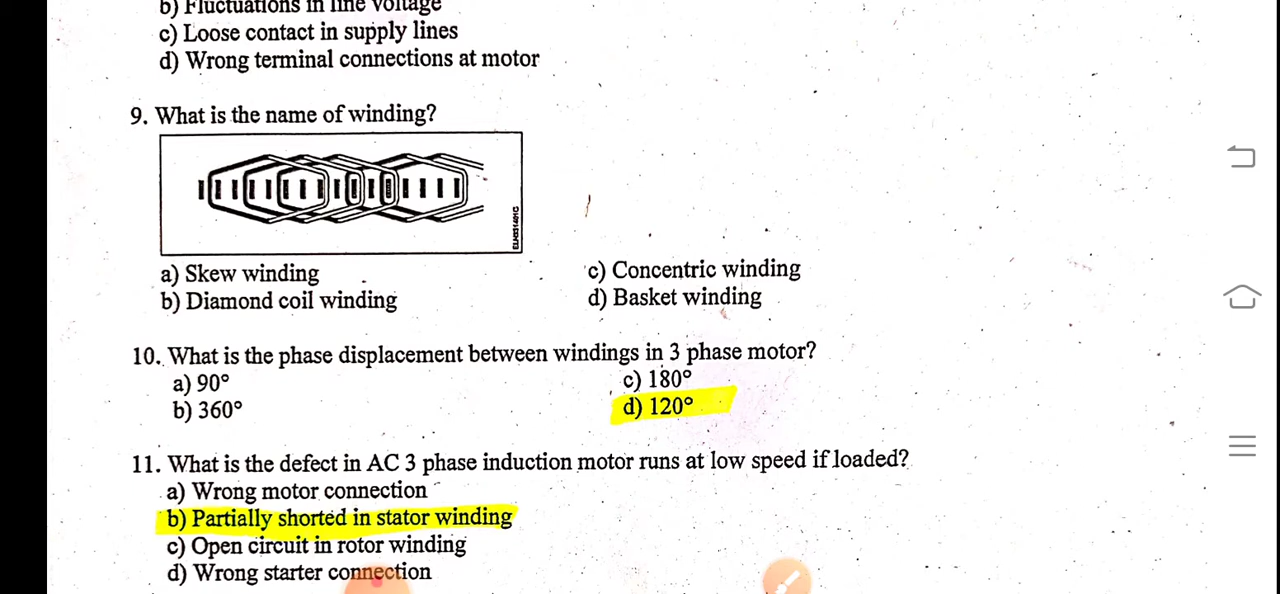 b) Fluctuations in line voltage
c) Loose contact in supply lines
d) Wrong terminal connections at motor
9. What is the name of winding?
a) Skew winding
c) Concentric winding
b) Diamond coil winding
d) Basket winding
10. What is the phase displacement between windings in 3 phase motor?
a) 90°
c) 180°
b) 360°
d) 120°
11. What is the defect in AC 3 phase induction motor runs at low speed if loaded?
a) Wrong motor connection
b) Partially shorted in stator winding
c) Open circuit in rotor winding
d) Wrong starter connection